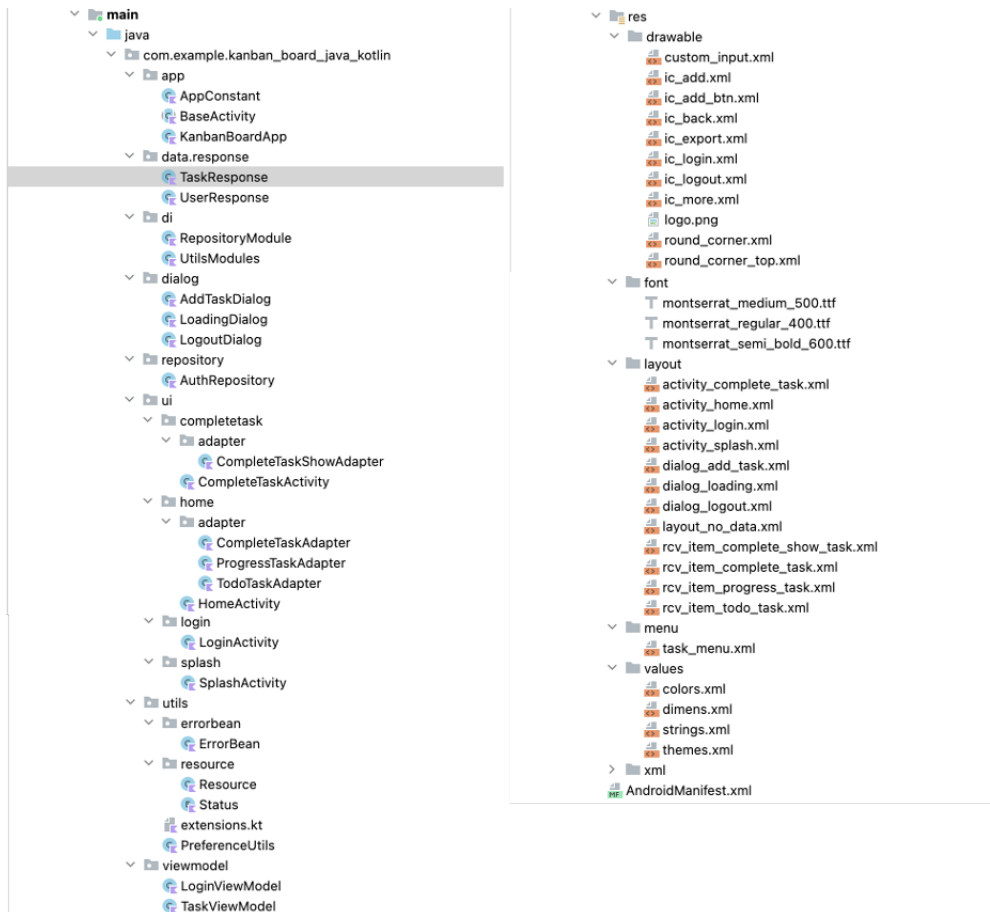 main
java
com.example.kanban_board_java_kotlin
app
AppConstant
BaseActivity
KanbanBoardApp
data.response
TaskResponse
UserResponse
di
RepositoryModule
UtilsModules
dialog
AddTaskDialog
LoadingDialog
LogoutDialog
repository
AuthRepository
ui
completetask
adapter
CompleteTaskShowAdapter
CompleteTaskActivity
home
adapter
CompleteTaskAdapter
ProgressTaskAdapter
TodoTaskAdapter
HomeActivity
login
LoginActivity
splash
SplashActivity
utils
errorbean
ErrorBean
resource
Resource
Status
extensions.kt
PreferenceUtils
viewmodel
LoginViewModel
TaskViewModel
res
drawable
custom_input.xml
ic_add.xml
ic_add_btn.xml
ic_back.xml
ic_export.xml
ic_login.xml
ic_logout.xml
ic_more.xml
logo.png
round_corner.xml
round_corner_top.xml
font
montserrat_medium_500.ttf
montserrat_regular_400.ttf
montserrat_semi_bold_600.ttf
layout
activity_complete_task.xml
activity_home.xml
activity_login.xml
activity_splash.xml
dialog_add_task.xml
dialog_loading.xml
dialog_logout.xml
layout_no_data.xml
rcv_item_complete_show_task.xml
rcv_item_complete_task.xml
rcv_item_progress_task.xml
rcv_item_todo_task.xml
menu
task_menu.xml
values
colors.xml
dimens.xml
strings.xml
themes.xml
xml
MF AndroidManifest.xml